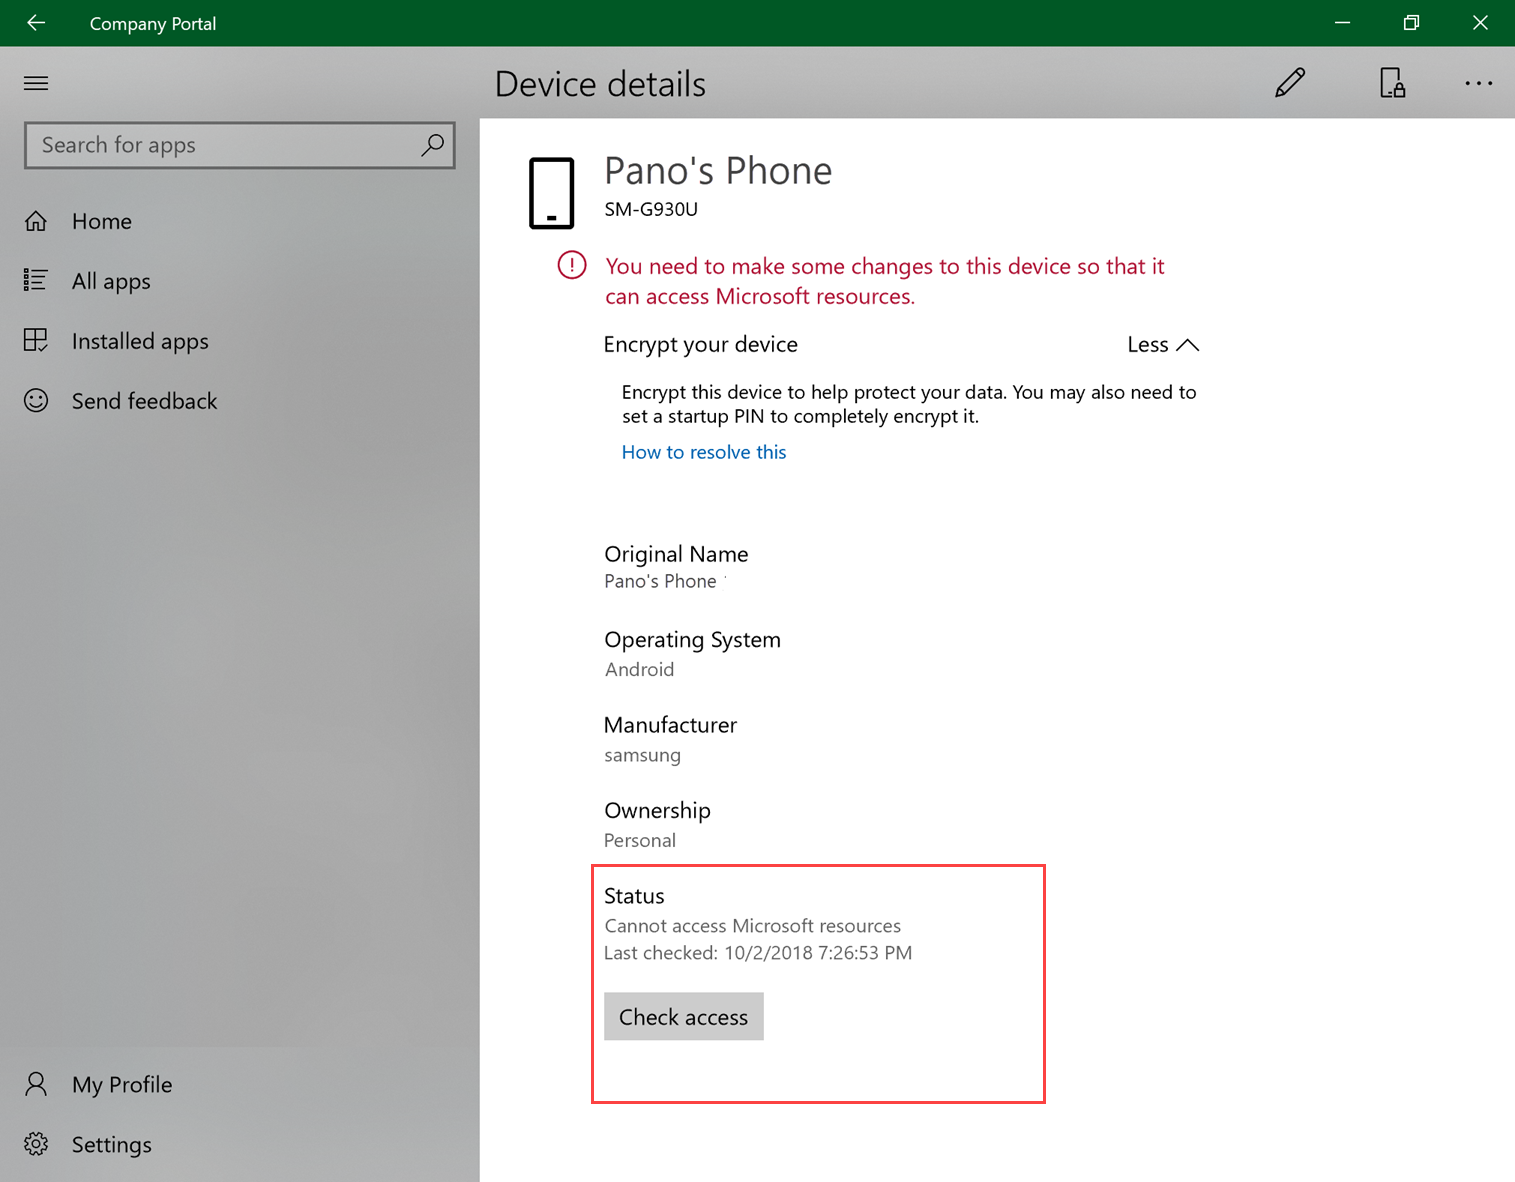 Company Portal
Device details
Search for apps
Home
All apps
Installed apps
Send feedback
My Profile
Settings
Pano's Phone
SM-G930U
You need to make some changes to this device so that it
can access Microsoft resources.
Encrypt your device
Less
Encrypt this device to help protect your data. You may also need to
set a startup PIN to completely encrypt it.
How to resolve this
Original Name
Pano's Phone
Operating System
Android
Manufacturer
samsung
Ownership
Personal
Status
Cannot access Microsoft resources
Last checked: 10/2/2018 7:26:53 PM
Check access